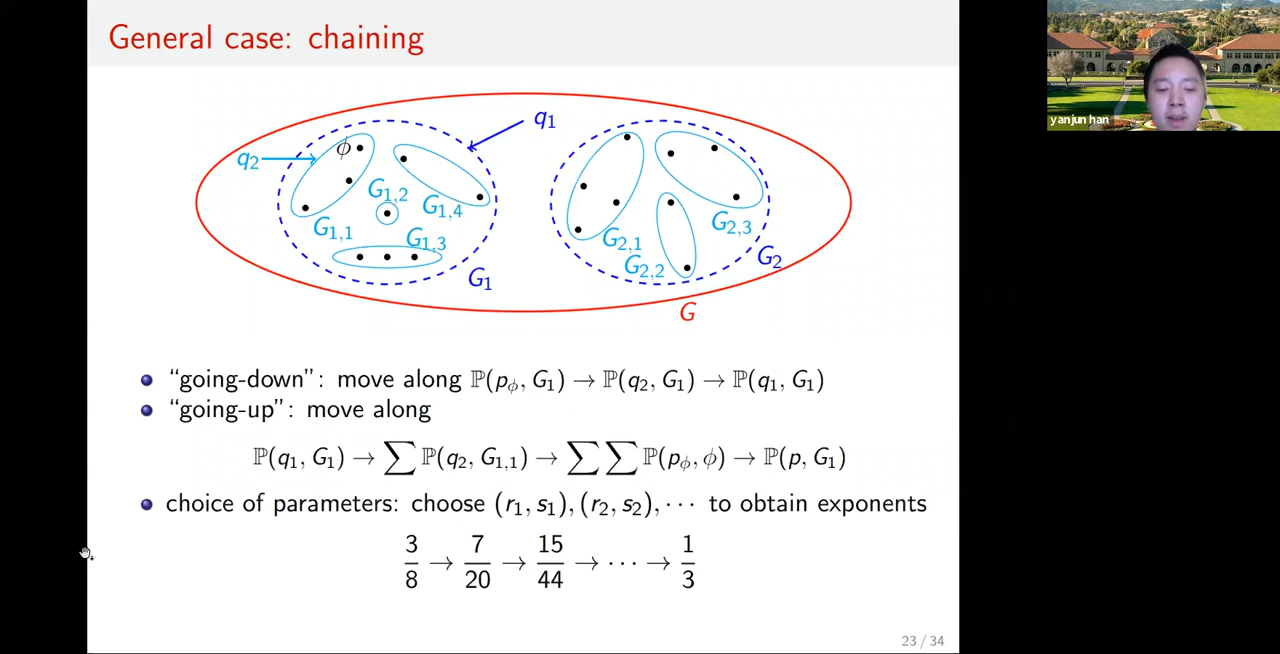 General case: chaining
q₁
q₂
ϕ
G₁,₂
G₁,₄
G₁,₁
G₁,₃
G₁
G₂,₃
G₂,₁
G₂,₂
G₂
G
"going-down": move along ℙ(p_ϕ, G₁) → ℙ(q₂, G₁) → ℙ(q₁, G₁)
"going-up": move along
ℙ(q₁, G₁) → ∑ ℙ(q₂, G₁,₁) → ∑∑ ℙ(p_ϕ, ϕ) → ℙ(p, G₁)
choice of parameters: choose (r₁, s₁), (r₂, s₂), ⋯ to obtain exponents
3/8 → 7/20 → 15/44 → ⋯ → 1/3
23 / 34
yanjun han